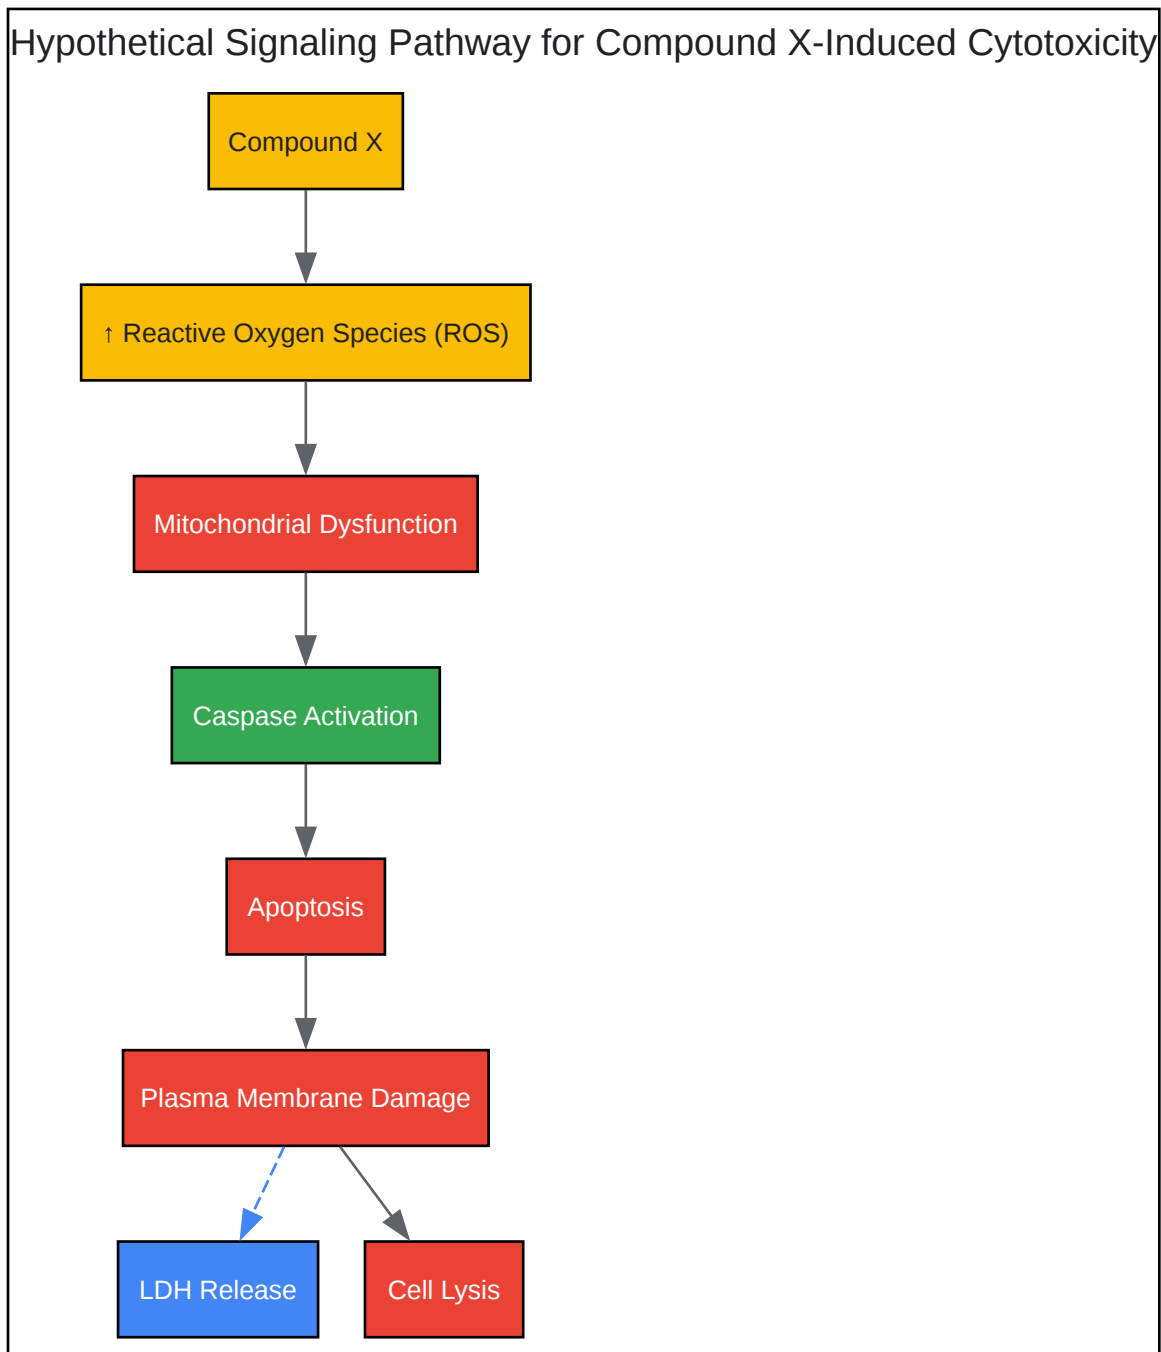 Hypothetical Signaling Pathway for Compound X-Induced Cytotoxicity
Compound X
↑ Reactive Oxygen Species (ROS)
Mitochondrial Dysfunction
Caspase Activation
Apoptosis
Plasma Membrane Damage
LDH Release
Cell Lysis